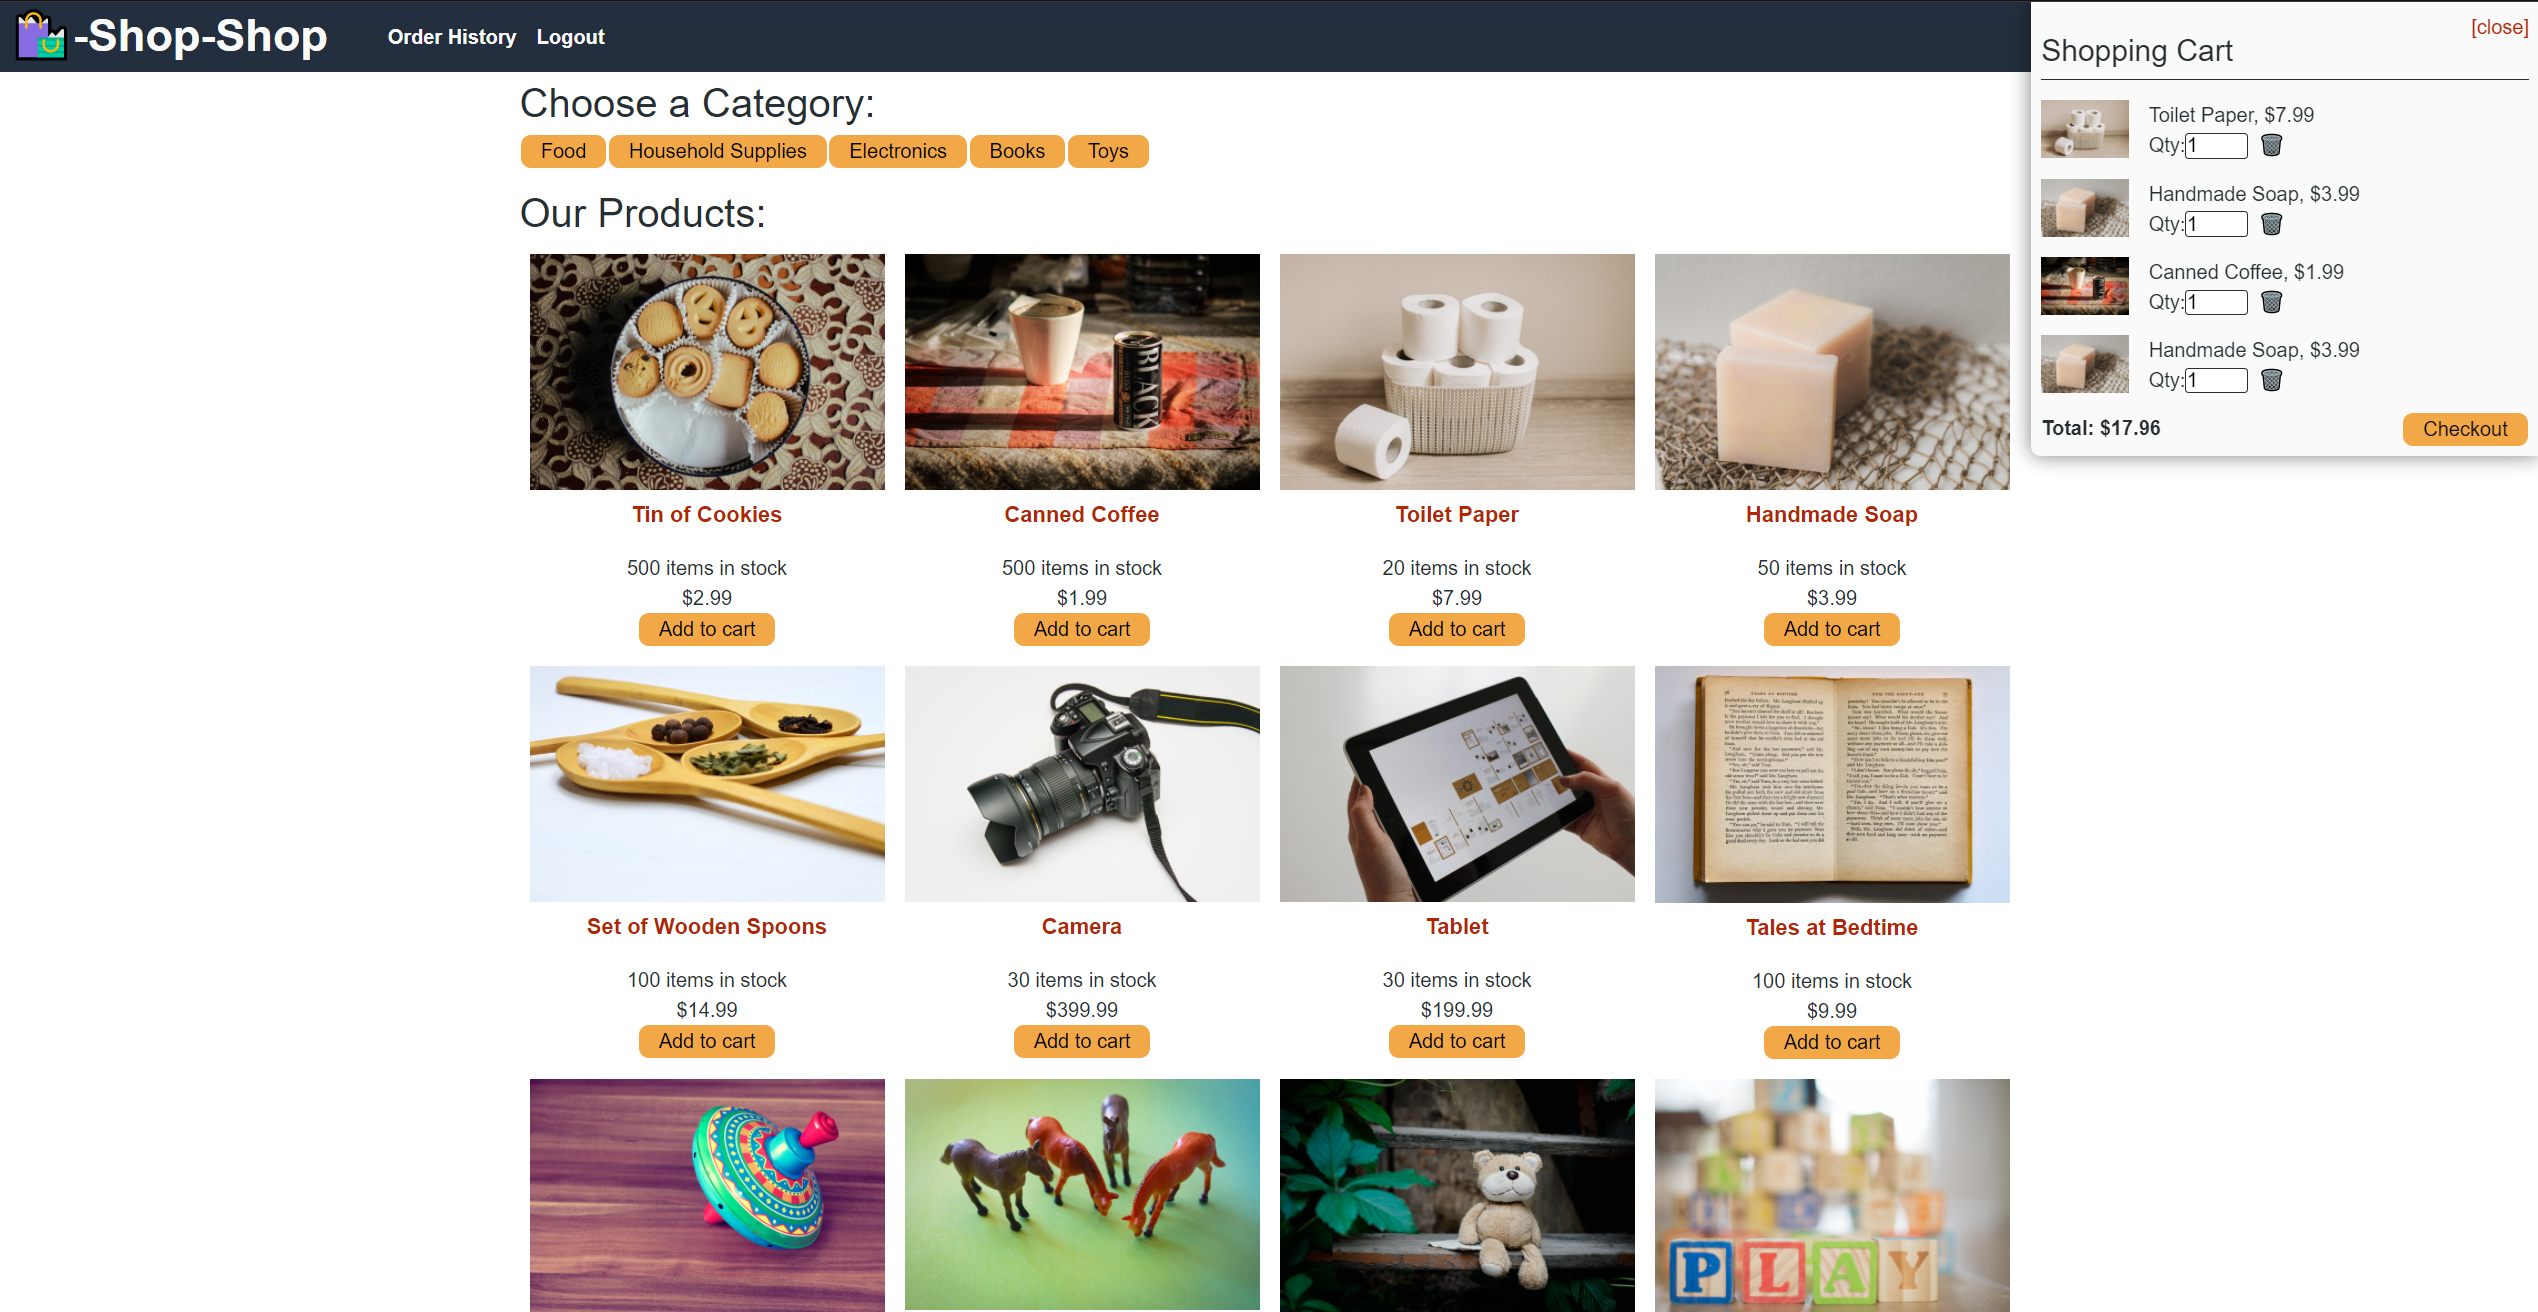 -Shop-Shop
Order History Logout
[close]
Shopping Cart
Toilet Paper, $7.99
Qty:1
Handmade Soap, $3.99
Qty:1
Canned Coffee, $1.99
Qty:1
Handmade Soap, $3.99
Qty:1
Total: $17.96 Checkout
Choose a Category:
Food Household Supplies Electronics Books Toys
Our Products:
BLACK
Tin of Cookies Canned Coffee Toilet Paper Handmade Soap
500 items in stock 500 items in stock 20 items in stock 50 items in stock
$2.99 $1.99 $7.99 $3.99
Add to cart Add to cart Add to cart Add to cart
TALES AT BEDTIME
Set of Wooden Spoons Camera Tablet Tales at Bedtime
100 items in stock 30 items in stock 30 items in stock 100 items in stock
$14.99 $399.99 $199.99 $9.99
Add to cart Add to cart Add to cart Add to cart
PLAY